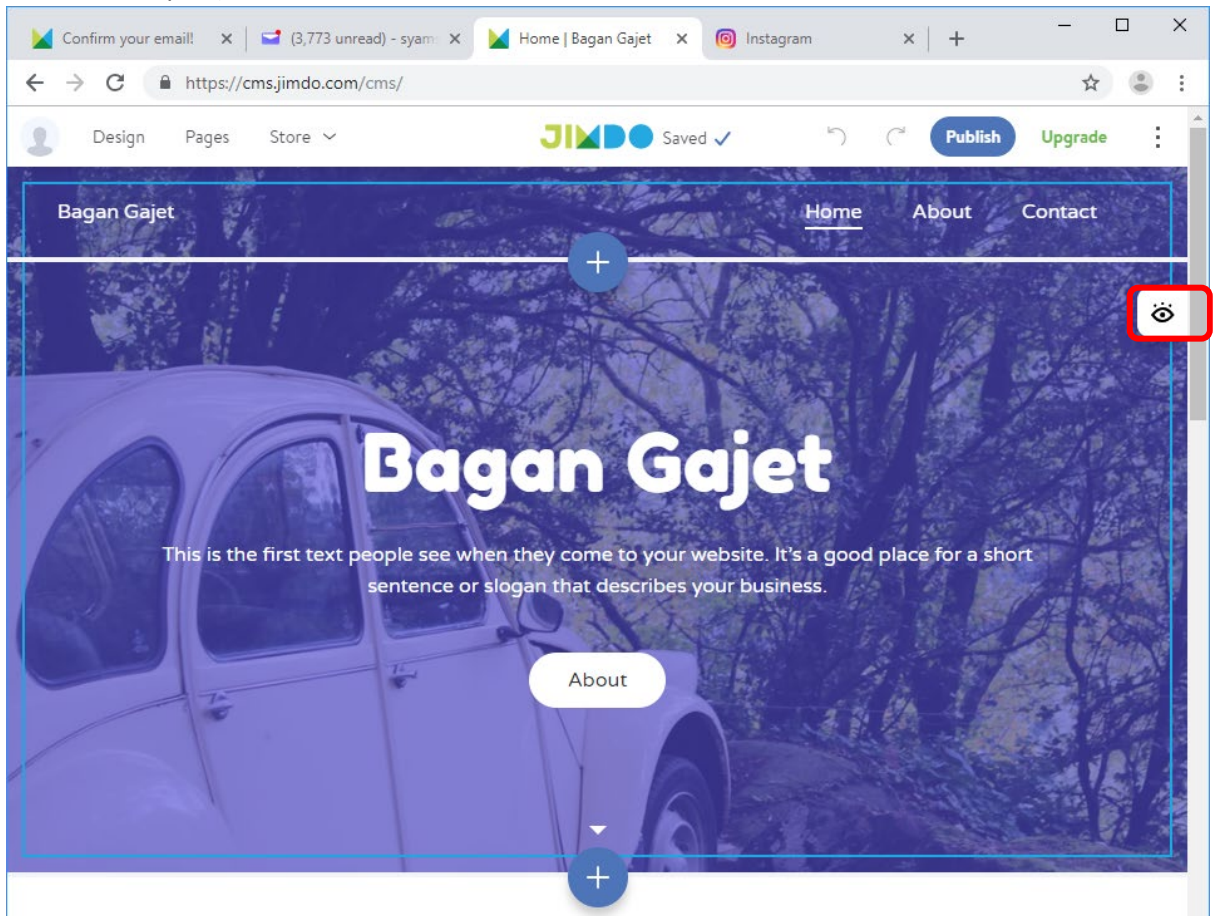 Confirm your email!
(3,773 unread) - syam
Home | Bagan Gajet
Instagram
https://cms.jimdo.com/cms/
Design Pages Store
JIMDO Saved
Publish Upgrade
Bagan Gajet
Home About Contact
Bagan Gajet
This is the first text people see when they come to your website. It's a good place for a short
sentence or slogan that describes your business.
About